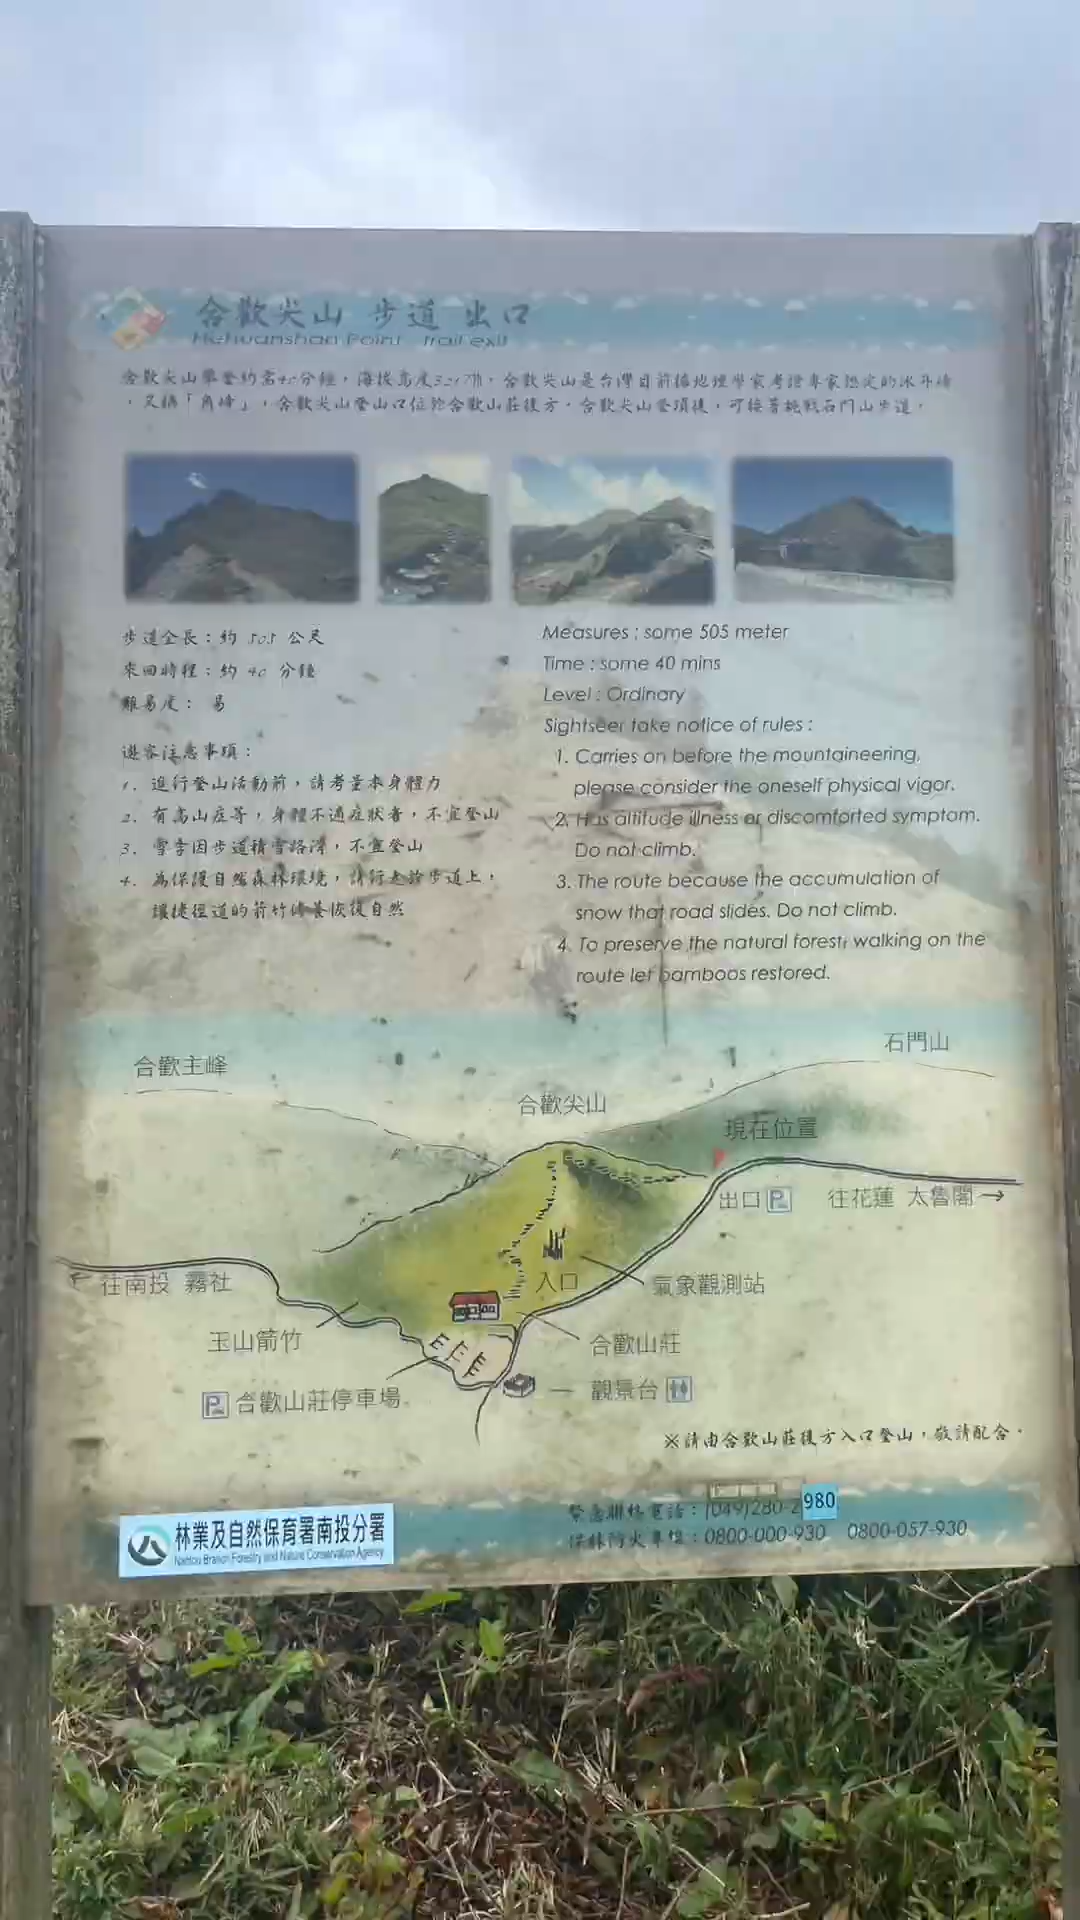 合歡尖山 步道 出口
Hehuanshan Point trail exit
合歡尖山攀登約需40分鐘，海拔高度3217m，合歡尖山是台灣目前據地理學家考證專家認定的冰斗峰
，又稱「角峰」，合歡尖山登山口位於合歡山莊後方，合歡尖山登頂後，可接著挑戰石門山步道。
步道全長：約 505 公尺
來回時程：約 40 分鐘
難易度： 易
遊客注意事項：
1. 進行登山活動前，請考量本身體力
2. 有高山症等，身體不適症狀者，不宜登山
3. 雪季因步道積雪路滑，不宜登山
4. 為保護自然森林環境，請行走於步道上，
讓捷徑道的箭竹修養恢復自然
Measures : some 505 meter
Time : some 40 mins
Level : Ordinary
Sightseer take notice of rules :
1. Carries on before the mountaineering,
please consider the oneself physical vigor.
2. Has altitude illness or discomforted symptom.
Do not climb.
3. The route because the accumulation of
snow that road slides. Do not climb.
4. To preserve the natural forest, walking on the
route let bamboos restored.
石門山
合歡主峰
合歡尖山
現在位置
出口 P 往花蓮 太魯閣→
←往南投 霧社
入口
氣象觀測站
玉山箭竹
合歡山莊
P 合歡山莊停車場
觀景台
※請由合歡山莊後方入口登山，敬請配合。
緊急聯絡電話：(049)280-2980
保林防火專線：0800-000-930 0800-057-930
林業及自然保育署南投分署
Nantou Branch Forestry and Nature Conservation Agency